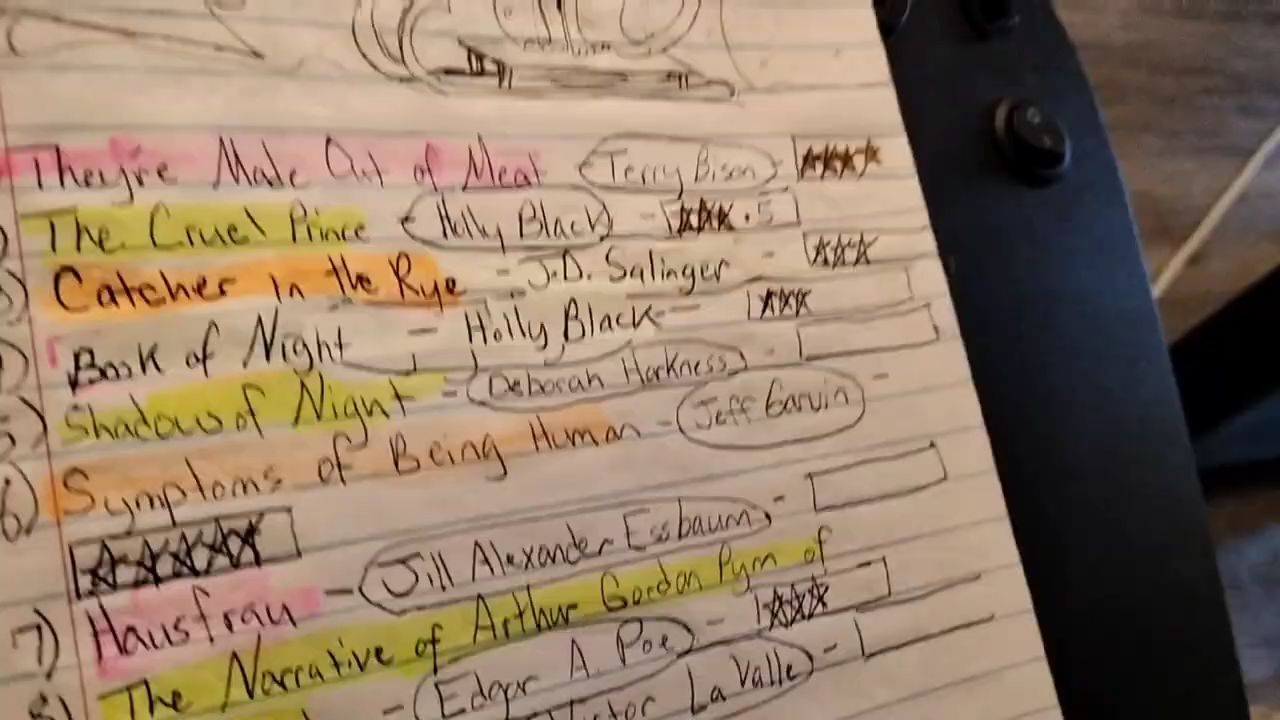 They're Made Out of Meat (Terry Bison) - ★★★★
The Cruel Prince (Holly Black) - ★★★.5
Catcher in the Rye - J.D. Salinger - ★★★
Book of Night - Holly Black - ★★★
5) Shadow of Night - (Deborah Harkness) -
6) Symptoms of Being Human - (Jeff Garvin) -
★★★★★
7) Hausfrau - (Jill Alexander Essbaum) -
8) The Narrative of Arthur Gordon Pym of
- (Edgar A. Poe) - ★★★
Victor LaValle) -